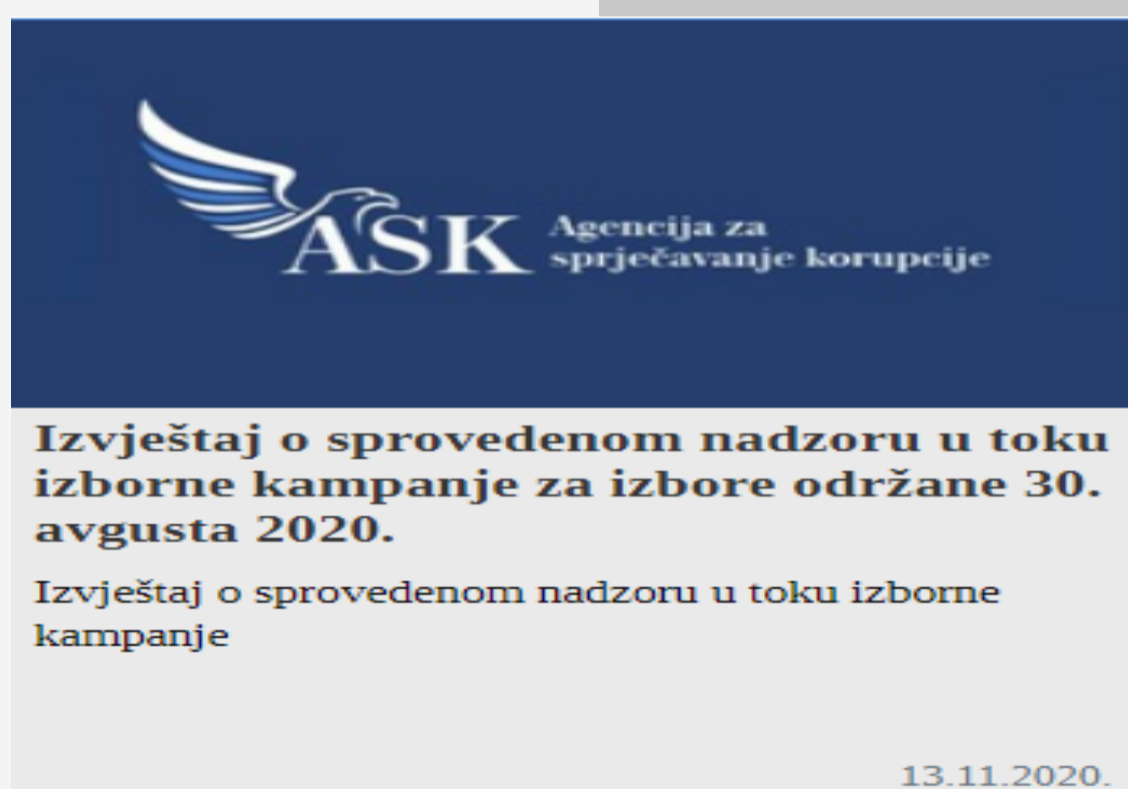 ASK
Agencija za
sprječavanje korupcije
Izvještaj o sprovedenom nadzoru u toku
izborne kampanje za izbore održane 30.
avgusta 2020.
Izvještaj o sprovedenom nadzoru u toku izborne
kampanje
13.11.2020.